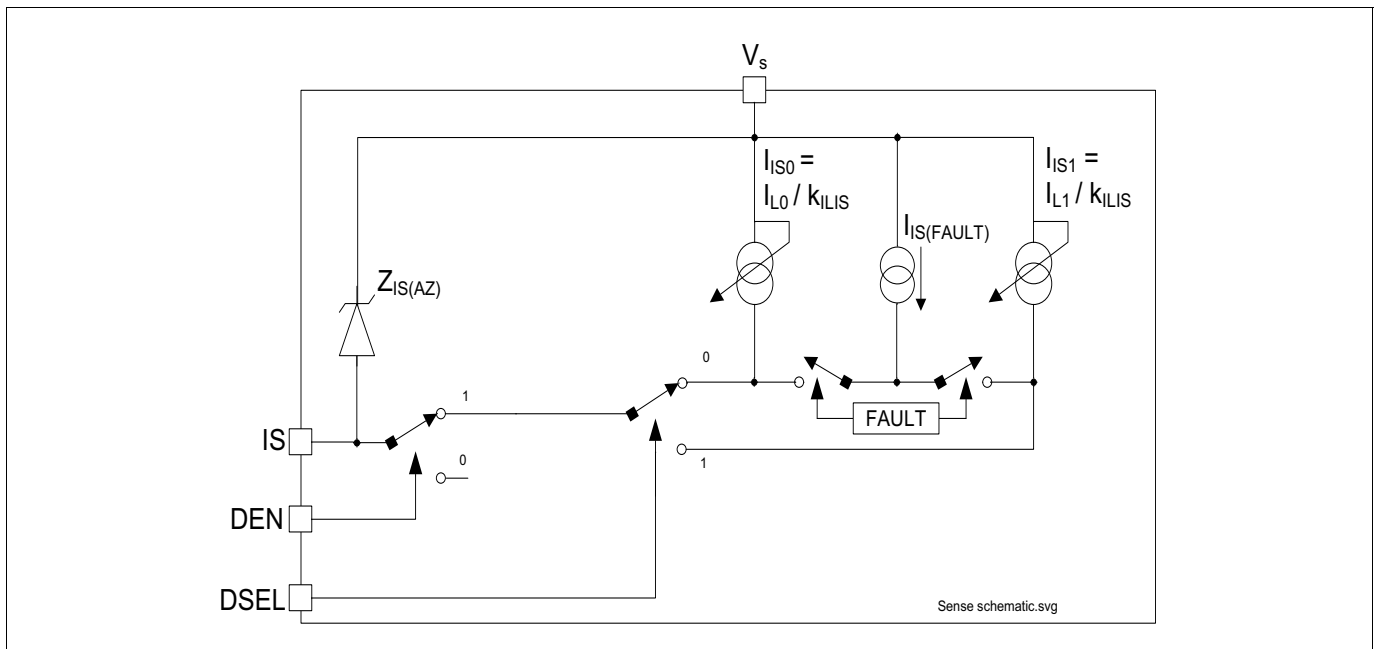 Vs
IIS0 =
IL0 / kILIS
IIS1 =
IL1 / kILIS
IIS(FAULT)
ZIS(AZ)
0
1
FAULT
IS
0
1
DEN
DSEL
Sense schematic.svg